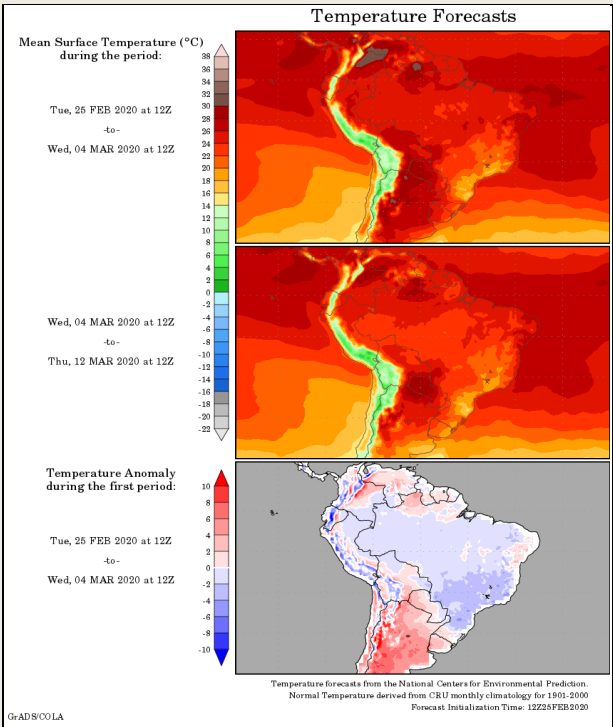 Temperature Forecasts
Mean Surface Temperature (°C)
during the period:
Tue, 25 FEB 2020 at 12Z
-to-
Wed, 04 MAR 2020 at 12Z
38
36
34
32
30
28
26
24
22
20
18
16
14
12
10
8
6
4
2
0
-2
-4
-6
-8
-10
-12
-14
-16
-18
-20
-22
Wed, 04 MAR 2020 at 12Z
-to-
Thu, 12 MAR 2020 at 12Z
Temperature Anomaly
during the first period:
Tue, 25 FEB 2020 at 12Z
-to-
Wed, 04 MAR 2020 at 12Z
10
8
6
4
2
0
-2
-4
-6
-8
-10
Temperature forecasts from the National Centers for Environmental Prediction.
Normal Temperature derived from CRU monthly climatology for 1901-2000
Forecast Initialization Time: 12Z25FEB2020
GrADS/COLA